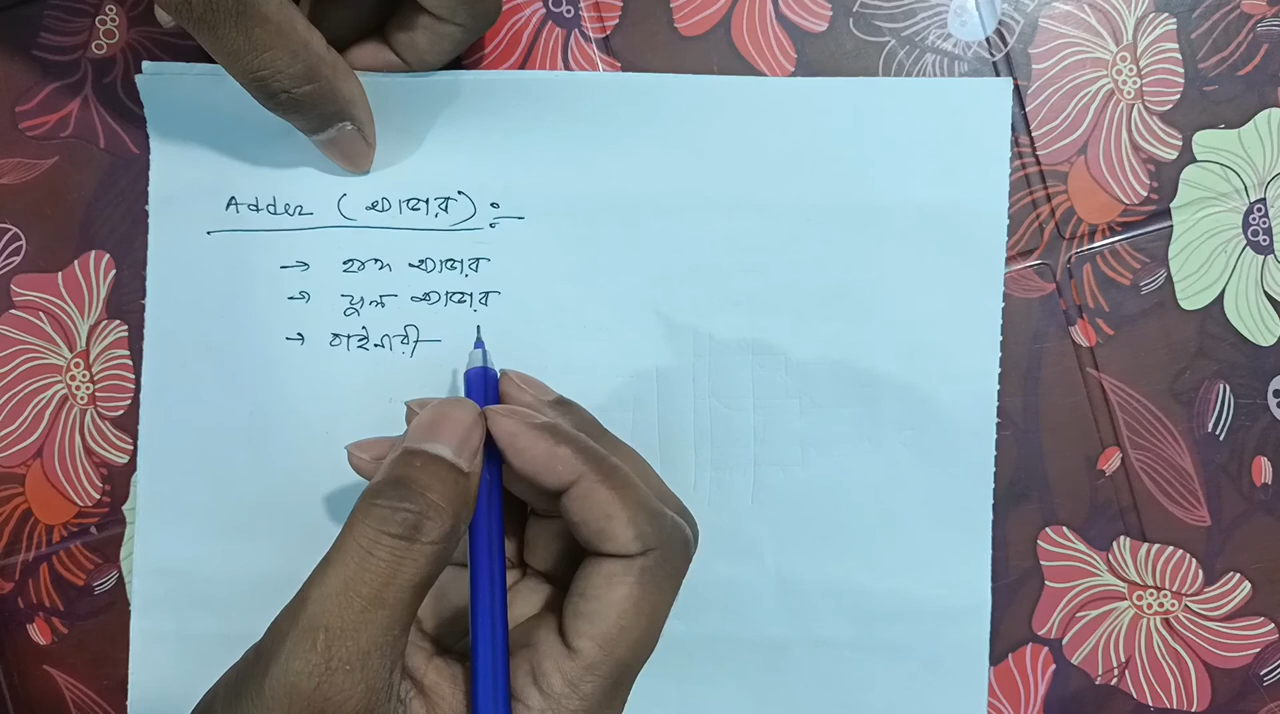 Adder (অ্যাডার) :-
→ হাফ অ্যাডার
→ ফুল অ্যাডার
→ বাইনারী